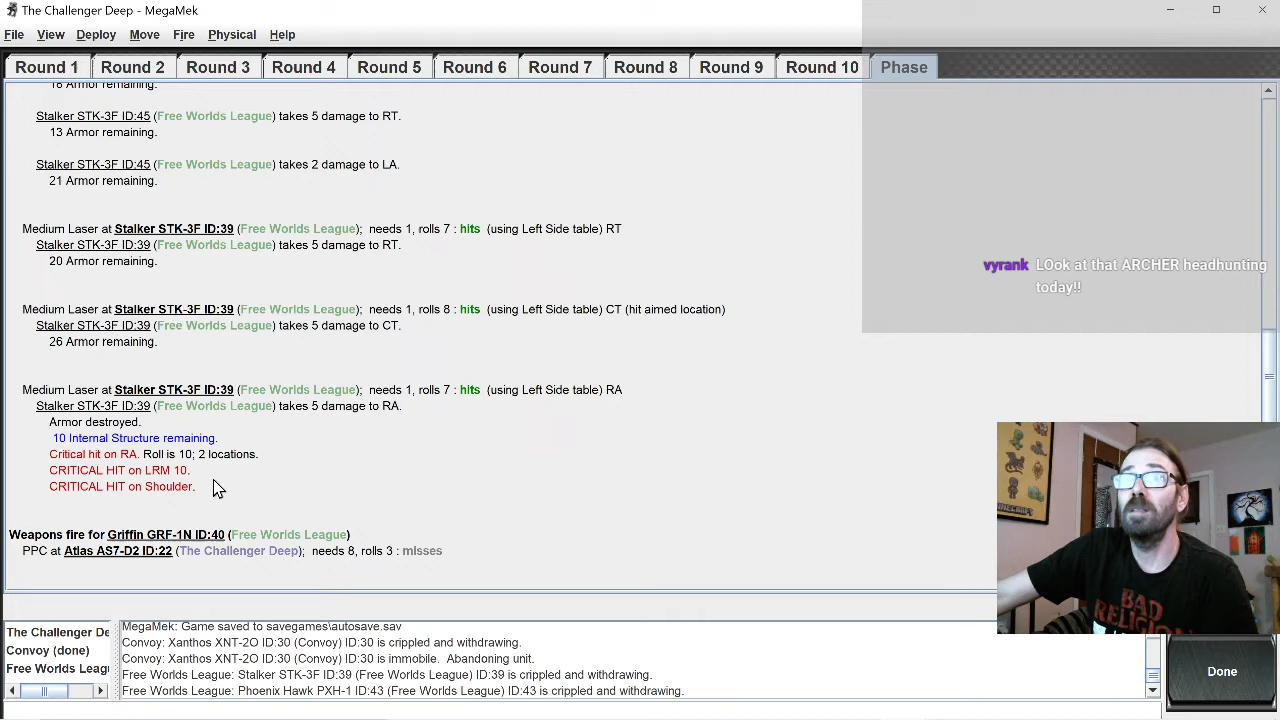 The Challenger Deep - MegaMek
File View Deploy Move Fire Physical Help
Round 1 Round 2 Round 3 Round 4 Round 5 Round 6 Round 7 Round 8 Round 9 Round 10 Phase
18 Armor remaining.
Stalker STK-3F ID:45 (Free Worlds League) takes 5 damage to RT.
13 Armor remaining.
Stalker STK-3F ID:45 (Free Worlds League) takes 2 damage to LA.
21 Armor remaining.
Medium Laser at Stalker STK-3F ID:39 (Free Worlds League); needs 1, rolls 7 : hits (using Left Side table) RT
Stalker STK-3F ID:39 (Free Worlds League) takes 5 damage to RT.
20 Armor remaining.
vyrank LOok at that ARCHER headhunting
today!!
Medium Laser at Stalker STK-3F ID:39 (Free Worlds League); needs 1, rolls 8 : hits (using Left Side table) CT (hit aimed location)
Stalker STK-3F ID:39 (Free Worlds League) takes 5 damage to CT.
26 Armor remaining.
Medium Laser at Stalker STK-3F ID:39 (Free Worlds League); needs 1, rolls 7 : hits (using Left Side table) RA
Stalker STK-3F ID:39 (Free Worlds League) takes 5 damage to RA.
Armor destroyed.
10 Internal Structure remaining.
Critical hit on RA. Roll is 10; 2 locations.
CRITICAL HIT on LRM 10.
CRITICAL HIT on Shoulder.
Weapons fire for Griffin GRF-1N ID:40 (Free Worlds League)
PPC at Atlas AS7-D2 ID:22 (The Challenger Deep); needs 8, rolls 3 : misses
MINECRAFT
BAD
RELIGION
The Challenger De
Convoy (done)
Free Worlds Leagu
MegaMek: Game saved to savegames\autosave.sav
Convoy: Xanthos XNT-2O ID:30 (Convoy) ID:30 is crippled and withdrawing.
Convoy: Xanthos XNT-2O ID:30 (Convoy) ID:30 is immobile. Abandoning unit.
Free Worlds League: Stalker STK-3F ID:39 (Free Worlds League) ID:39 is crippled and withdrawing.
Free Worlds League: Phoenix Hawk PXH-1 ID:43 (Free Worlds League) ID:43 is crippled and withdrawing.
Done